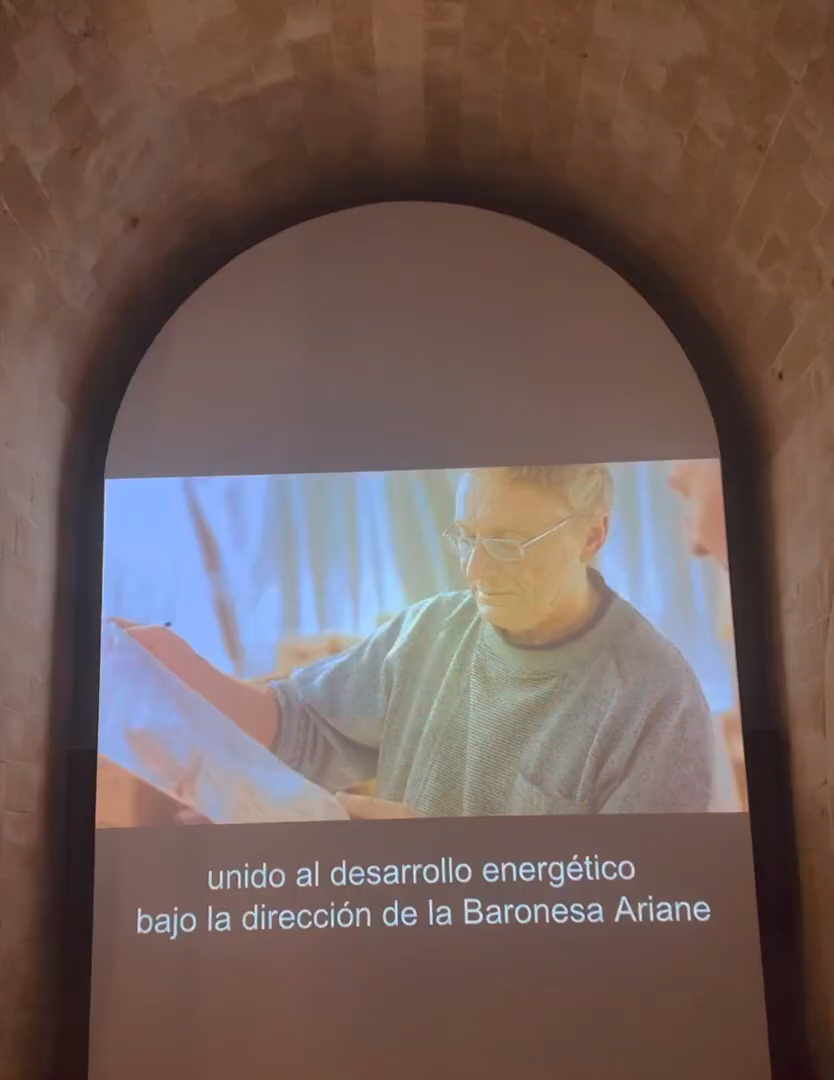 unido al desarrollo energético
bajo la dirección de la Baronesa Ariane